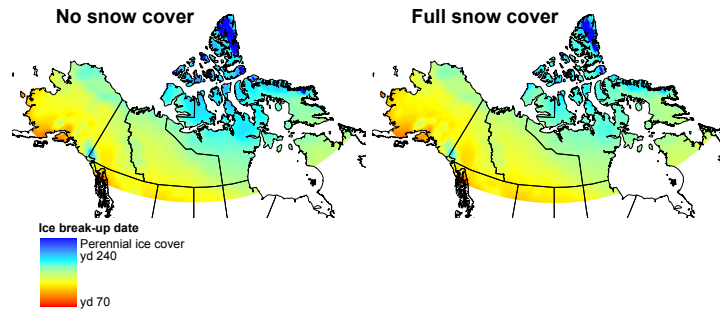 No snow cover
Full snow cover
Ice break-up date
Perennial ice cover
yd 240
yd 70